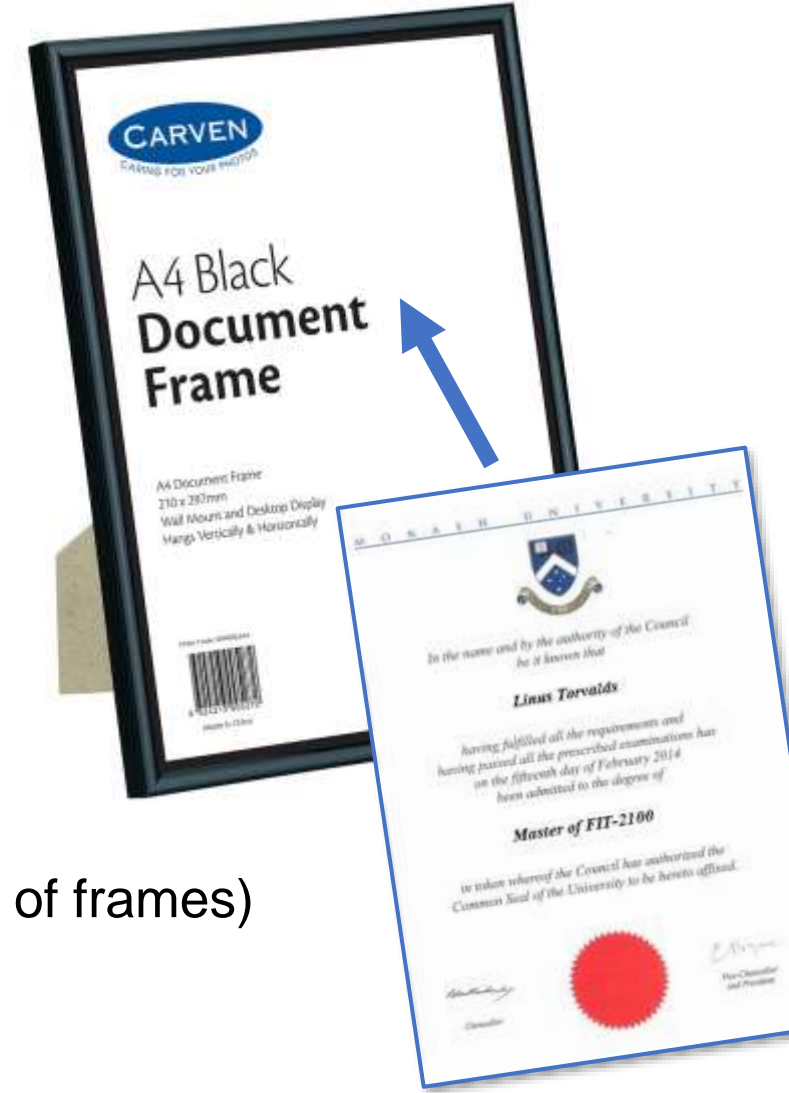 CARVEN
CARING FOR YOUR PHOTOS
A4 Black
Document
Frame
A4 Document Frame
210 x 297mm
Wall Mount and Desktop Display
Hangs Vertically & Horizontally
Made in China
MONASH UNIVERSITY
In the name and by the authority of the Council
be it known that
Linus Torvalds
having fulfilled all the requirements and
having passed all the prescribed examinations has
on the fifteenth day of February 2014
been admitted to the degree of
Master of FIT-2100
in token whereof the Council has authorized the
Common Seal of the University to be hereto affixed.
Chancellor
Vice-Chancellor
and President
of frames)